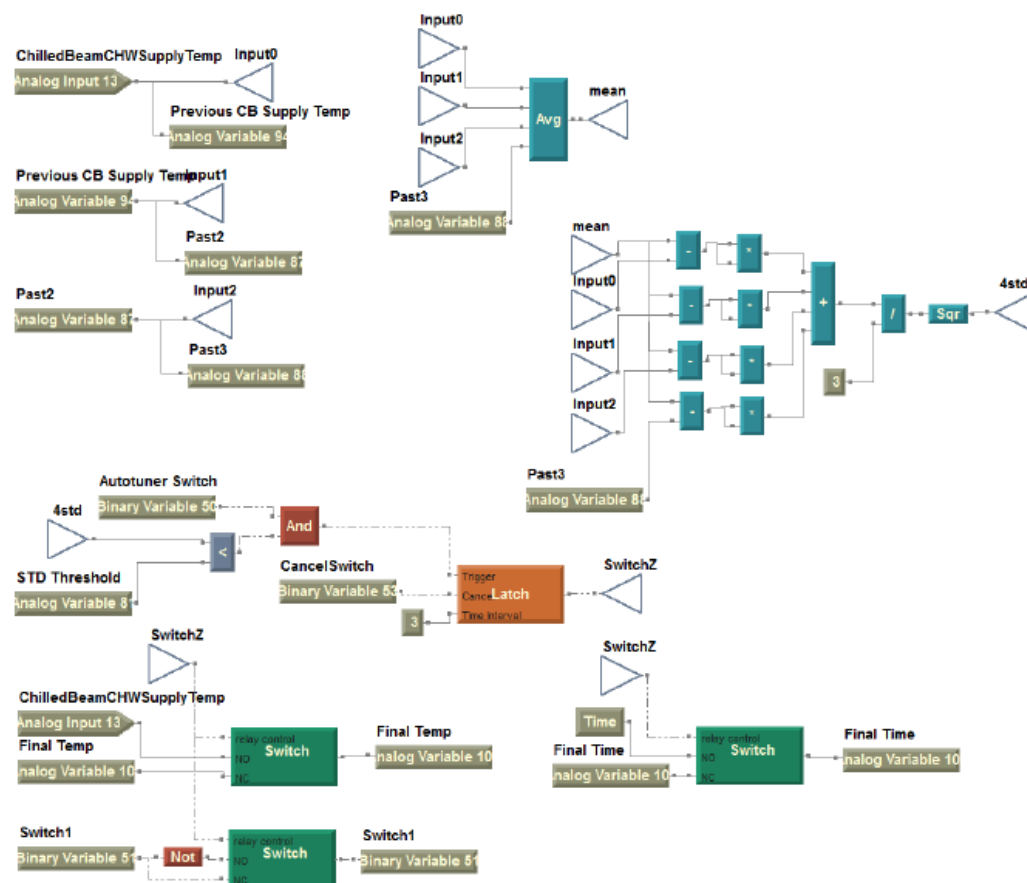 ChilledBeamCHWSupplyTemp
Input0
Analog Input 13
Previous CB Supply Temp
Analog Variable 94
Previous CB Supply Temp
Input1
Analog Variable 94
Past2
Analog Variable 87
Past2
Input2
Analog Variable 87
Past3
Analog Variable 88
Input0
Input1
Input2
Avg
mean
Past3
Analog Variable 88
mean
Input0
Input1
Input2
-
*
-
*
-
*
-
*
+
/
Sqr
4std
3
Past3
Analog Variable 88
Autotuner Switch
Binary Variable 50
4std
And
<
STD Threshold
Analog Variable 81
CancelSwitch
Binary Variable 53
3
Trigger
Cancel
Latch
Time Interval
SwitchZ
SwitchZ
ChilledBeamCHWSupplyTemp
Analog Input 13
Final Temp
Analog Variable 10
relay control
Switch
NO
NC
Final Temp
Analog Variable 10
Switch1
Binary Variable 51
Not
relay control
Switch
NO
NC
Switch1
Binary Variable 51
SwitchZ
Time
Final Time
Analog Variable 10
relay control
Switch
NO
NC
Final Time
Analog Variable 10